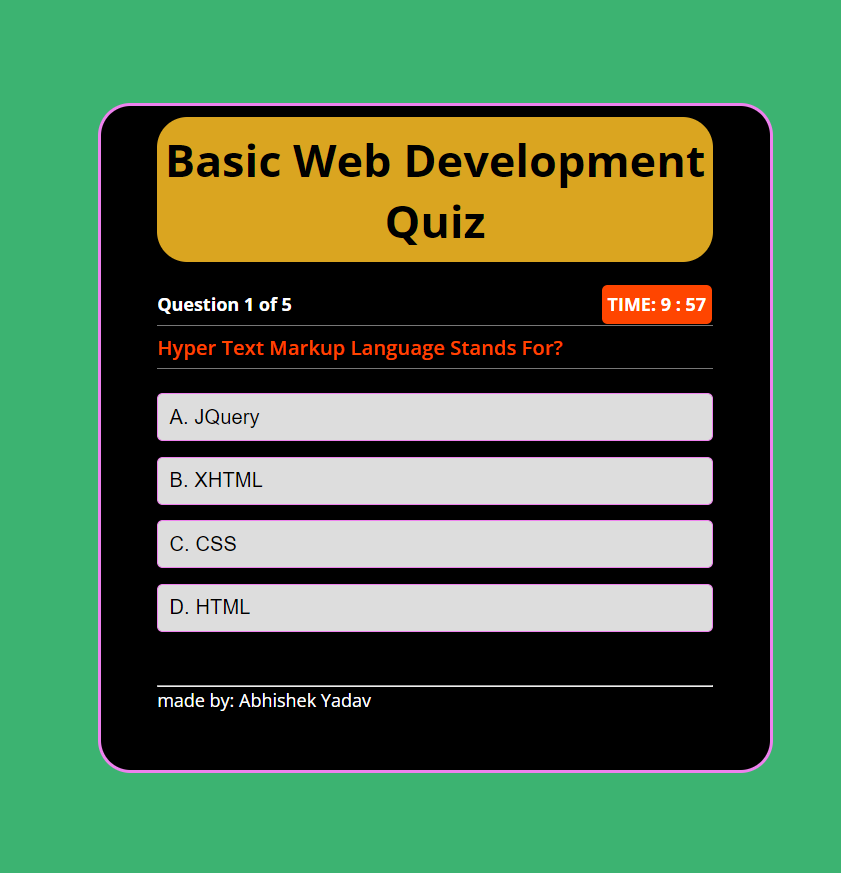 Basic Web Development
Quiz
Question 1 of 5
TIME: 9 : 57
Hyper Text Markup Language Stands For?
A. JQuery
B. XHTML
C. CSS
D. HTML
made by: Abhishek Yadav